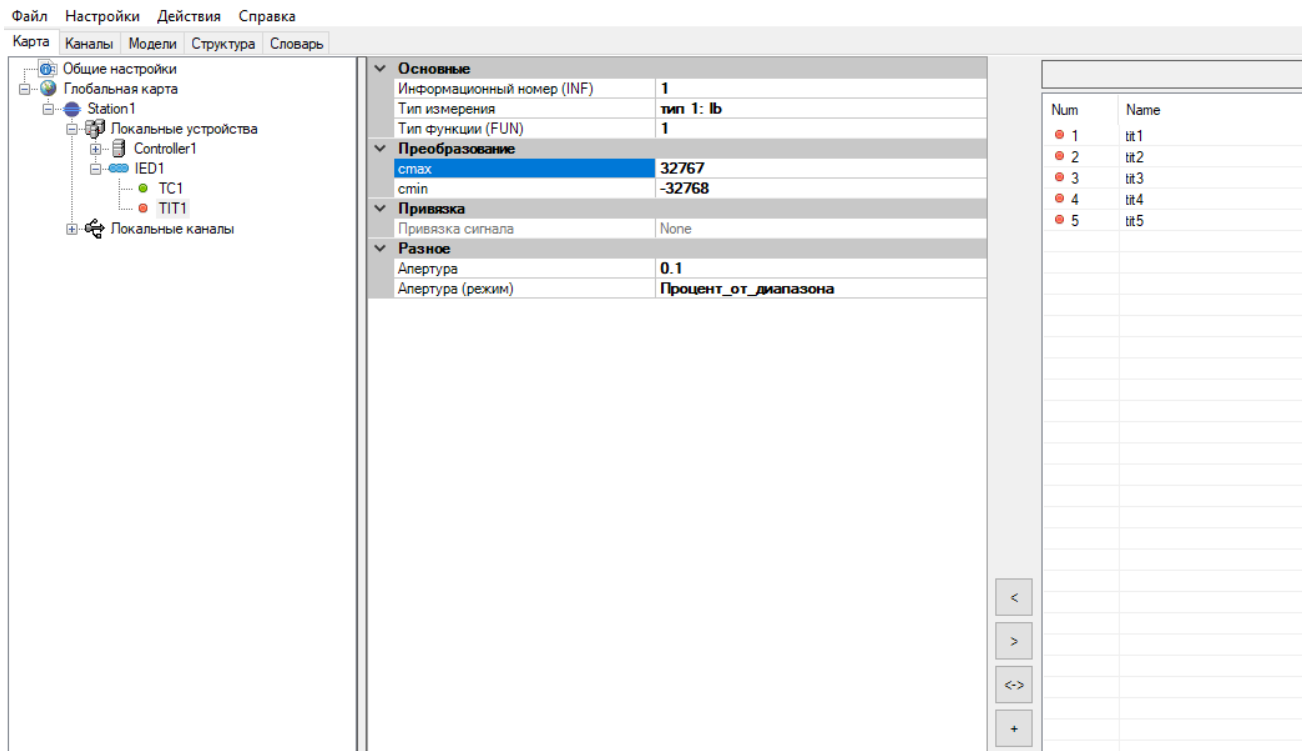 Файл Настройки Действия Справка
Карта Каналы Модели Структура Словарь
Общие настройки
Глобальная карта
Station1
Локальные устройства
Controller1
IED1
TC1
TIT1
Локальные каналы
Основные
Информационный номер (INF) 1
Тип измерения тип 1: Ib
Тип функции (FUN) 1
Преобразование
cmax 32767
cmin -32768
Привязка
Привязка сигнала None
Разное
Апертура 0.1
Апертура (режим) Процент_от_диапазона
<
>
<->
+
Num Name
1 tit1
2 tit2
3 tit3
4 tit4
5 tit5